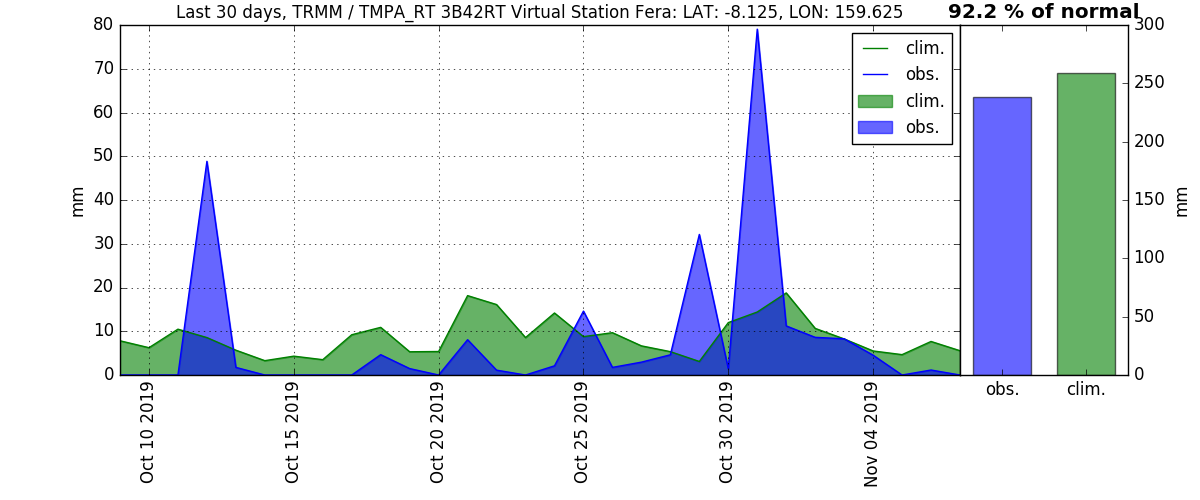 Last 30 days, TRMM / TMPA_RT 3B42RT Virtual Station Fera: LAT: -8.125, LON: 159.625
92.2 % of normal
80
70
60
50
40
30
20
10
0
mm
clim.
obs.
clim.
obs.
Oct 10 2019
Oct 15 2019
Oct 20 2019
Oct 25 2019
Oct 30 2019
Nov 04 2019
300
250
200
150
100
50
0
mm
obs.
clim.